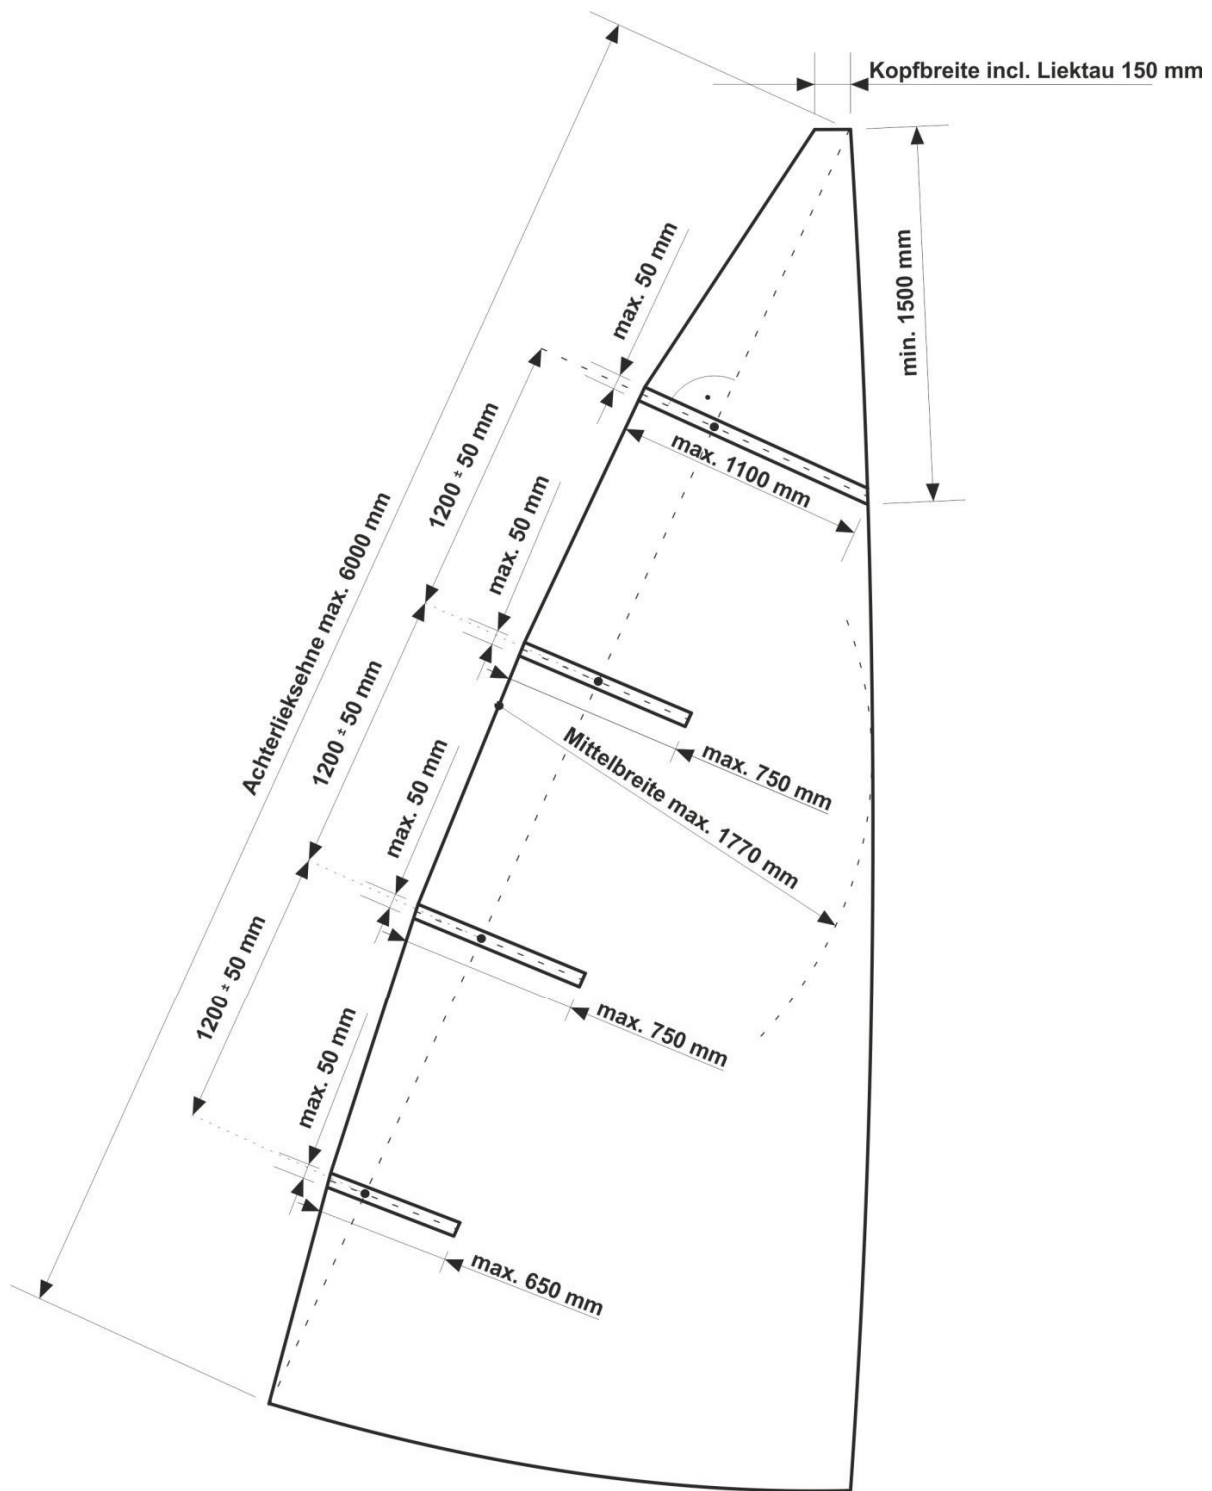 Kopfbreite incl. Liektau 150 mm
max. 50 mm
min. 1500 mm
1200 ± 50 mm
max. 1100 mm
Achterlieksehne max. 6000 mm
max. 50 mm
1200 ± 50 mm
max. 750 mm
Mittelbreite max. 1770 mm
max. 50 mm
1200 ± 50 mm
max. 750 mm
max. 50 mm
max. 650 mm